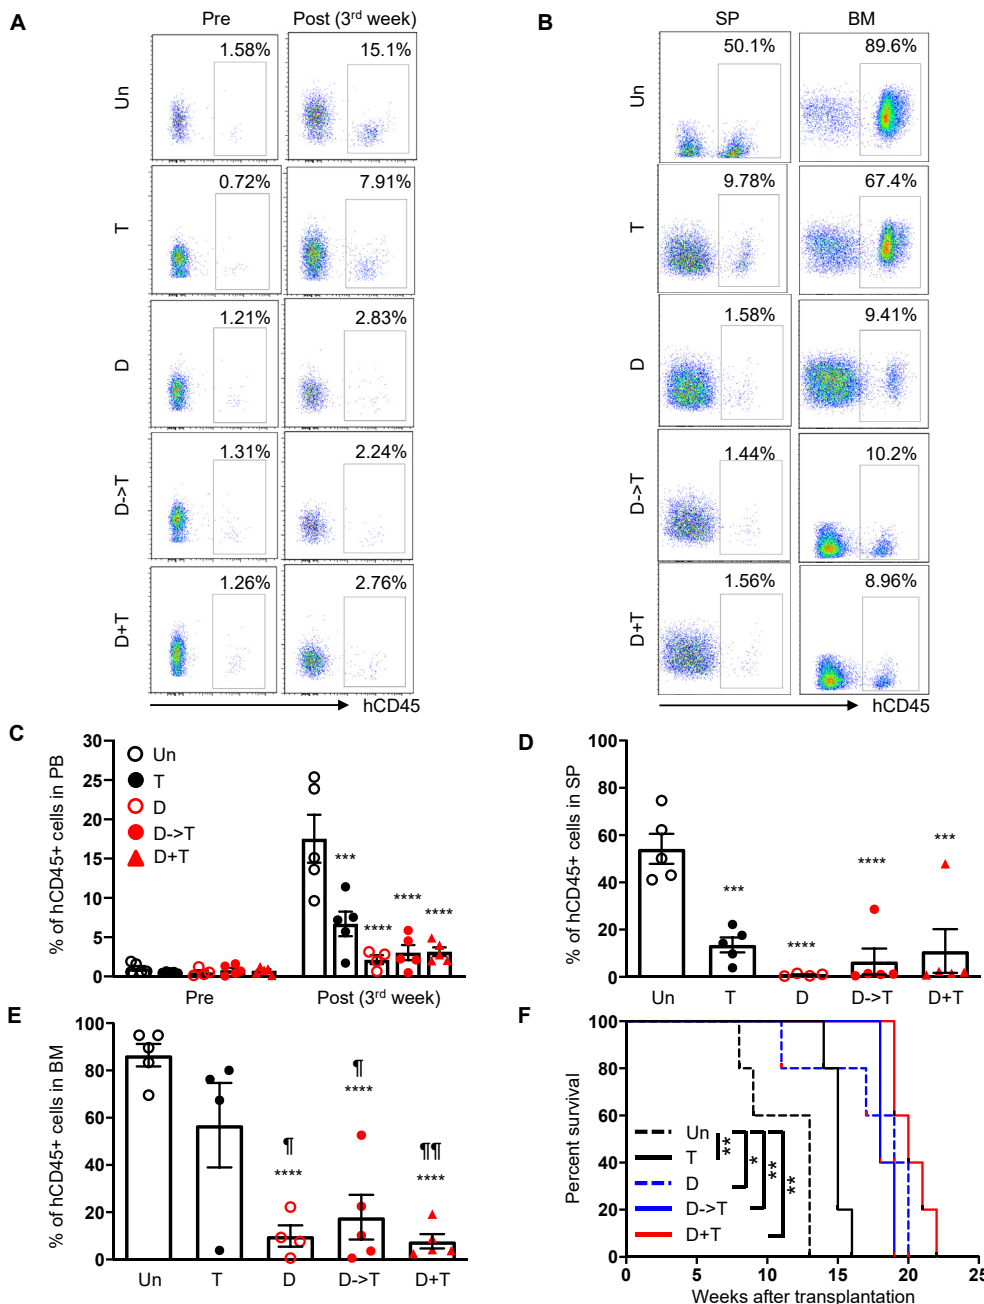 A
Pre
Post (3rd week)
Un
1.58%
15.1%
T
0.72%
7.91%
D
1.21%
2.83%
D->T
1.31%
2.24%
D+T
1.26%
2.76%
hCD45
B
SP
BM
Un
50.1%
89.6%
T
9.78%
67.4%
D
1.58%
9.41%
D->T
1.44%
10.2%
D+T
1.56%
8.96%
hCD45
C
% of hCD45+ cells in PB
30
25
20
15
10
5
0
Un
T
D
D->T
D+T
***
****
****
****
Pre
Post (3rd week)
D
% of hCD45+ cells in SP
100
80
60
40
20
0
***
****
****
***
Un
T
D
D->T
D+T
E
% of hCD45+ cells in BM
100
80
60
40
20
0
¶
****
¶
****
¶¶
****
Un
T
D
D->T
D+T
F
Percent survival
100
80
60
40
20
0
Un
T
D
D->T
D+T
**
*
**
**
0
5
10
15
20
25
Weeks after transplantation